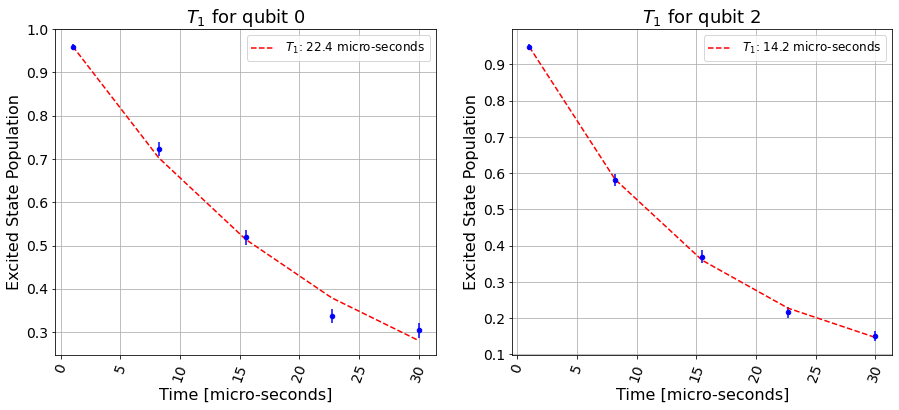 T₁ for qubit 0
T₁: 22.4 micro-seconds
Excited State Population
1.0
0.9
0.8
0.7
0.6
0.5
0.4
0.3
0 5 10 15 20 25 30
Time [micro-seconds]
T₁ for qubit 2
T₁: 14.2 micro-seconds
Excited State Population
0.9
0.8
0.7
0.6
0.5
0.4
0.3
0.2
0.1
0 5 10 15 20 25 30
Time [micro-seconds]